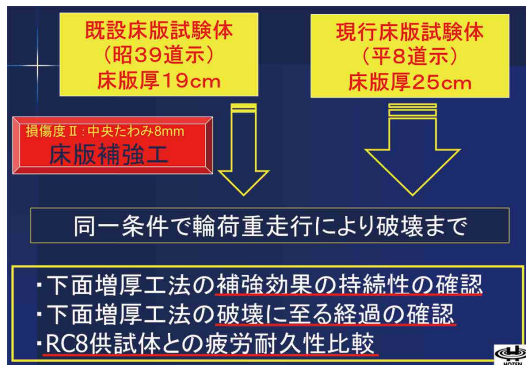 既設床版試験体
（昭39道示）
床版厚19cm
現行床版試験体
（平8道示）
床版厚25cm
損傷度Ⅱ：中央たわみ8mm
床版補強工
同一条件で輪荷重走行により破壊まで
・下面増厚工法の補強効果の持続性の確認
・下面増厚工法の破壊に至る経過の確認
・RC8供試体との疲労耐久性比較